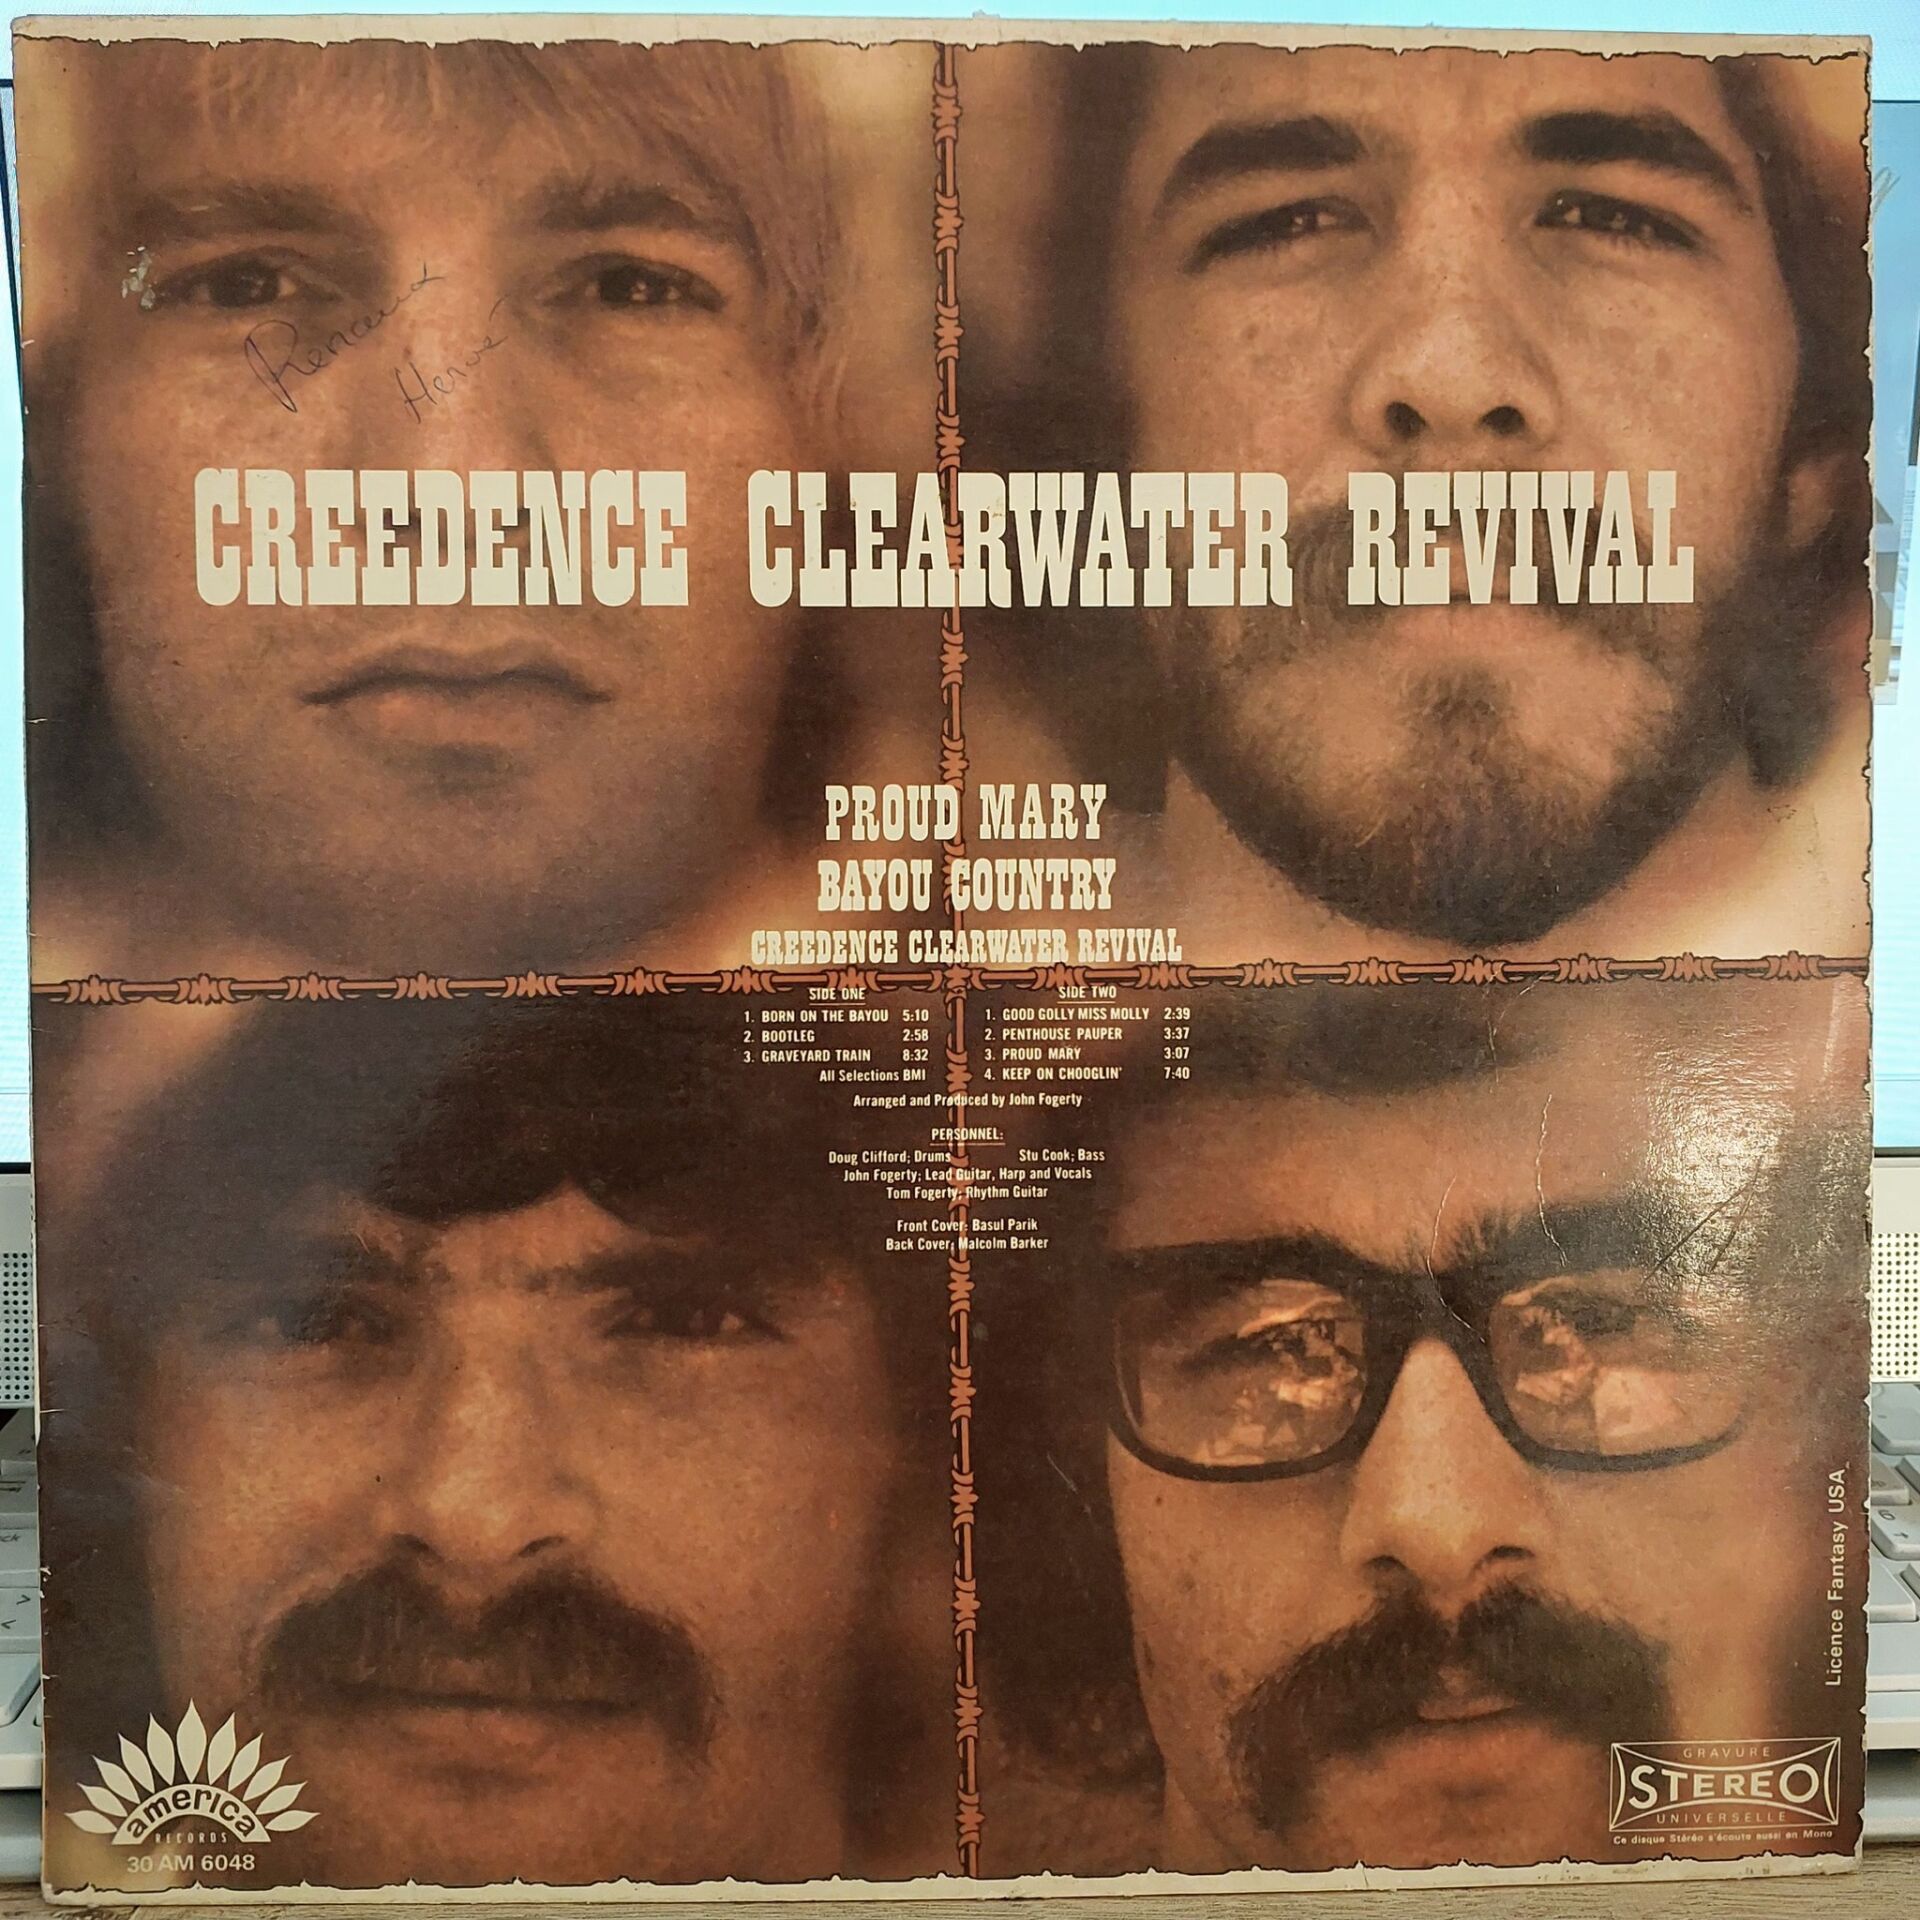 Renaud
Hervé
CREEDENCE CLEARWATER REVIVAL
PROUD MARY
BAYOU COUNTRY
CREEDENCE CLEARWATER REVIVAL
SIDE ONE
1. BORN ON THE BAYOU 5:10
2. BOOTLEG 2:58
3. GRAVEYARD TRAIN 8:32
All Selections BMI
SIDE TWO
1. GOOD GOLLY MISS MOLLY 2:39
2. PENTHOUSE PAUPER 3:37
3. PROUD MARY 3:07
4. KEEP ON CHOOGLIN' 7:40
Arranged and Produced by John Fogerty
PERSONNEL:
Doug Clifford; Drums Stu Cook; Bass
John Fogerty; Lead Guitar, Harp and Vocals
Tom Fogerty; Rhythm Guitar
Front Cover: Basul Parik
Back Cover; Malcolm Barker
Licence Fantasy USA
america
RECORDS
30 AM 6048
GRAVURE
STEREO
UNIVERSELLE
Ce disque Stéréo s'écoute aussi en Mono